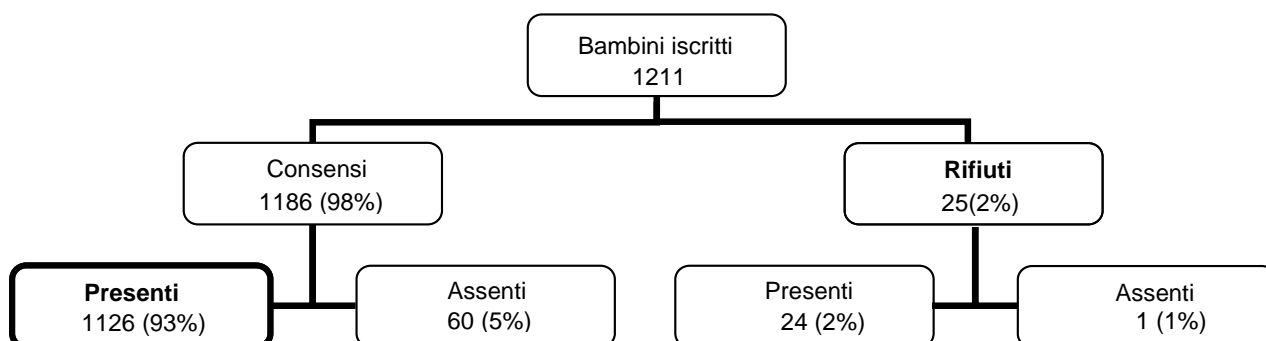 Bambini iscritti
1211
Consensi
1186 (98%)
Rifiuti
25(2%)
Presenti
1126 (93%)
Assenti
60 (5%)
Presenti
24 (2%)
Assenti
1 (1%)